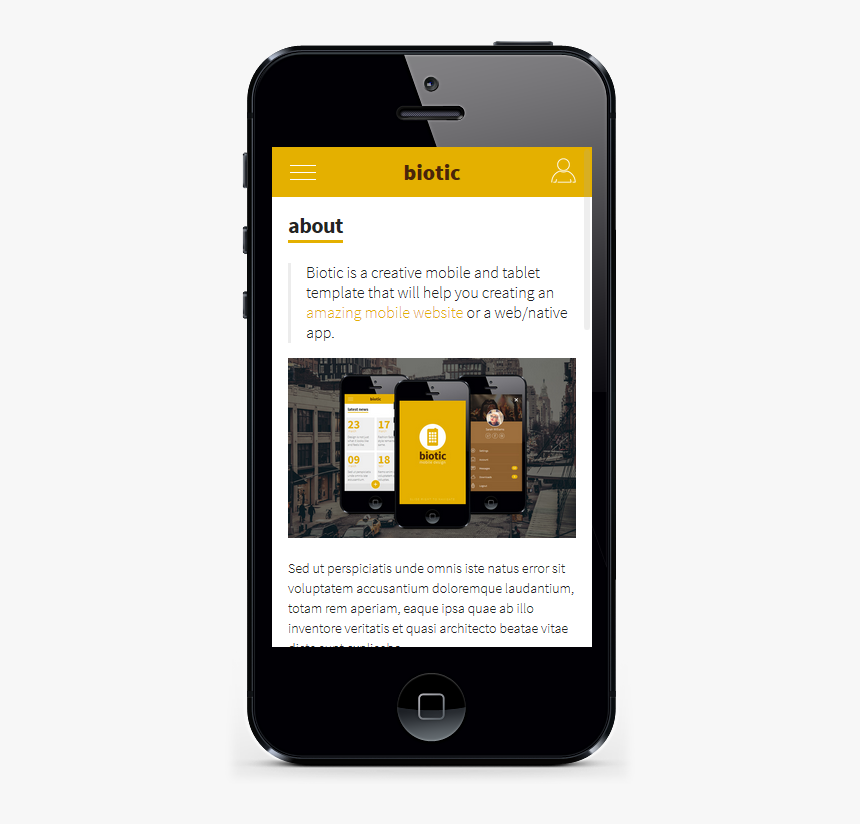 biotic
about
Biotic is a creative mobile and tablet
template that will help you creating an
amazing mobile website or a web/native
app.
biotic
latest news
23
17
09
18
biotic
Sed ut perspiciatis unde omnis iste natus error sit
voluptatem accusantium doloremque laudantium,
totam rem aperiam, eaque ipsa quae ab illo
inventore veritatis et quasi architecto beatae vitae